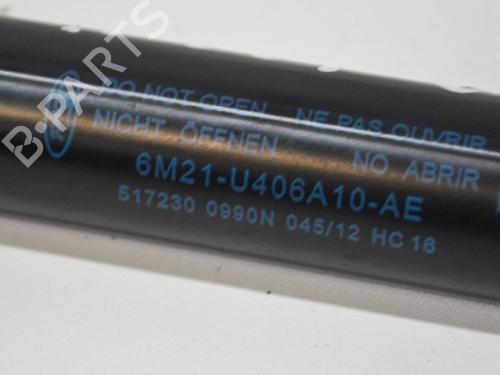 B-PARTS
DO NOT OPEN NE PAS OUVRIR
NICHT ÖFFNEN NO ABRIR
6M21-U406A10-AE
517230 0990N 045/12 HC 16